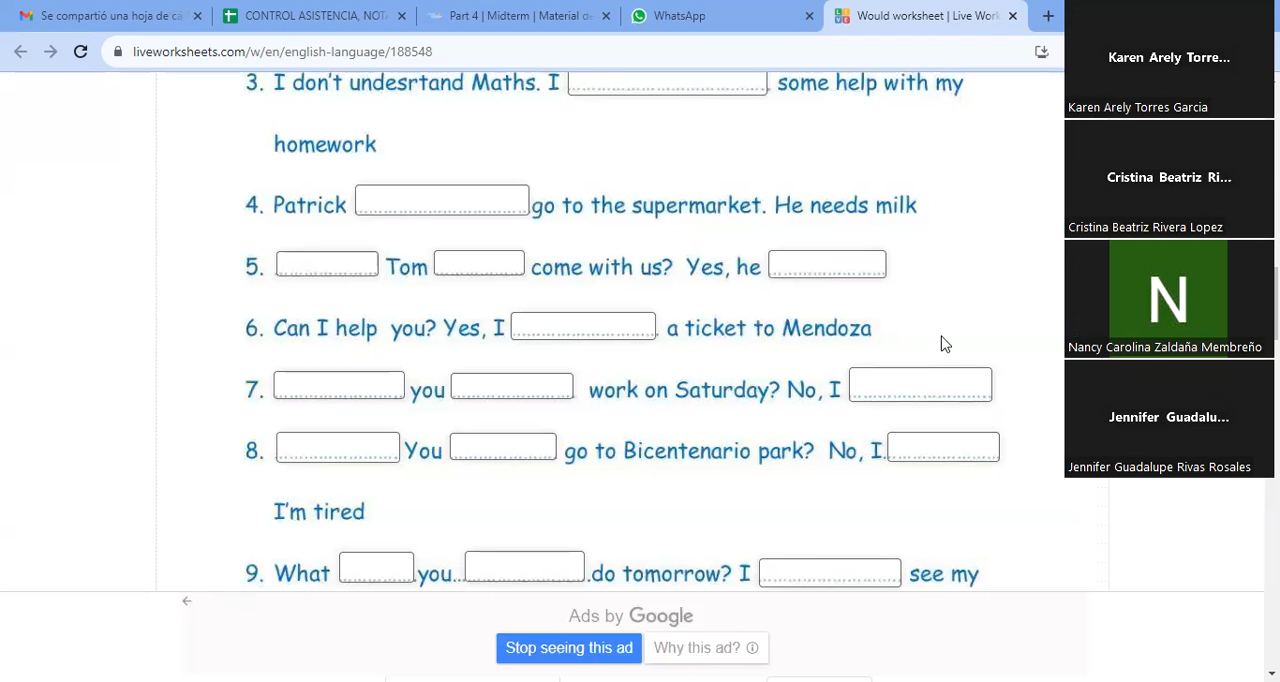 Se compartió una hoja de cá
CONTROL ASISTENCIA, NOTA
Part 4 | Midterm | Material de
WhatsApp
Would worksheet | Live Work
liveworksheets.com/w/en/english-language/188548
3. I don't undesrtand Maths. I some help with my
homework
4. Patrick go to the supermarket. He needs milk
5. Tom come with us? Yes, he
6. Can I help you? Yes, I a ticket to Mendoza
7. you work on Saturday? No, I
8. You go to Bicentenario park? No, I
I'm tired
9. What you do tomorrow? I see my
Ads by Google
Stop seeing this ad
Why this ad?
Karen Arely Torre...
Karen Arely Torres Garcia
Cristina Beatriz Ri...
Cristina Beatriz Rivera Lopez
N
Nancy Carolina Zaldaña Membreño
Jennifer Guadalu...
Jennifer Guadalupe Rivas Rosales